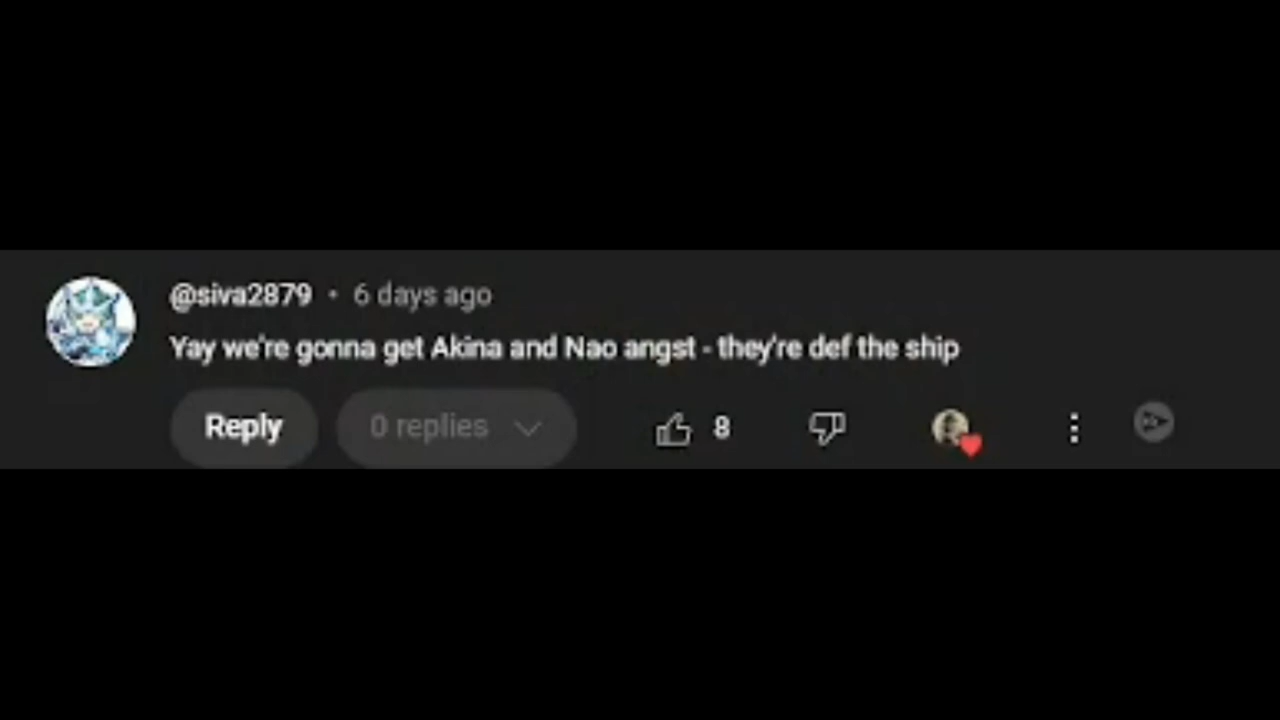 @siva2879 • 6 days ago
Yay we're gonna get Akina and Nao angst - they're def the ship
Reply 0 replies 8